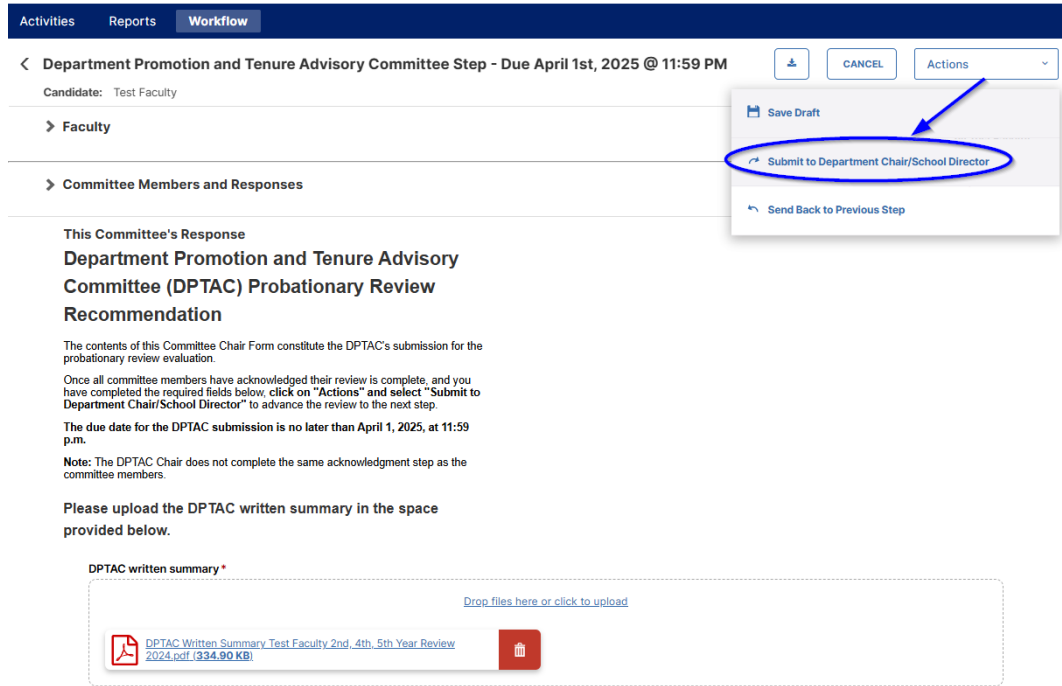 Activities Reports Workflow
Department Promotion and Tenure Advisory Committee Step - Due April 1st, 2025 @ 11:59 PM
CANCEL
Actions
Candidate: Test Faculty
Save Draft
Faculty
Submit to Department Chair/School Director
Committee Members and Responses
Send Back to Previous Step
This Committee's Response
Department Promotion and Tenure Advisory
Committee (DPTAC) Probationary Review
Recommendation
The contents of this Committee Chair Form constitute the DPTAC's submission for the
probationary review evaluation.
Once all committee members have acknowledged their review is complete, and you
have completed the required fields below, click on "Actions" and select "Submit to
Department Chair/School Director" to advance the review to the next step.
The due date for the DPTAC submission is no later than April 1, 2025, at 11:59
p.m.
Note: The DPTAC Chair does not complete the same acknowledgment step as the
committee members.
Please upload the DPTAC written summary in the space
provided below.
DPTAC written summary *
Drop files here or click to upload
DPTAC Written Summary Test Faculty 2nd, 4th, 5th Year Review
2024.pdf (334.90 KB)